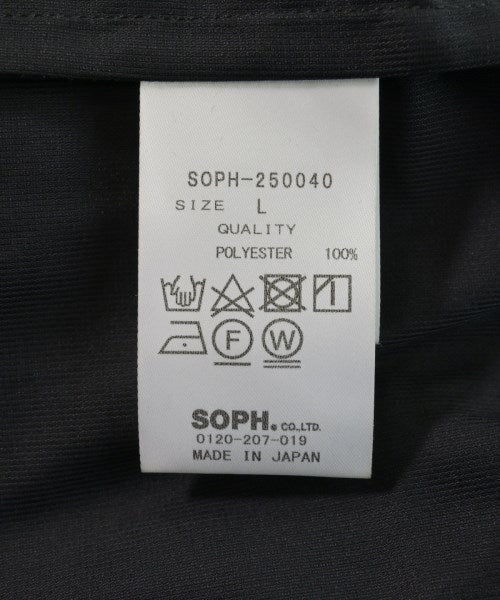 SOPH-250040
SIZE L
QUALITY
POLYESTER 100%
F W
SOPH. CO.,LTD.
0120-207-019
MADE IN JAPAN